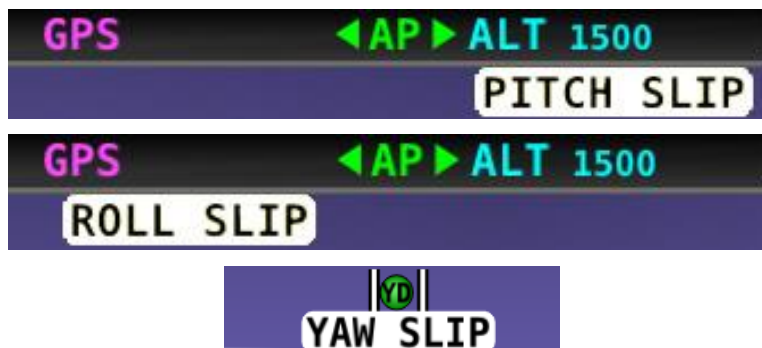 GPS ◀AP▶ ALT 1500
PITCH SLIP
GPS ◀AP▶ ALT 1500
ROLL SLIP
YD
YAW SLIP